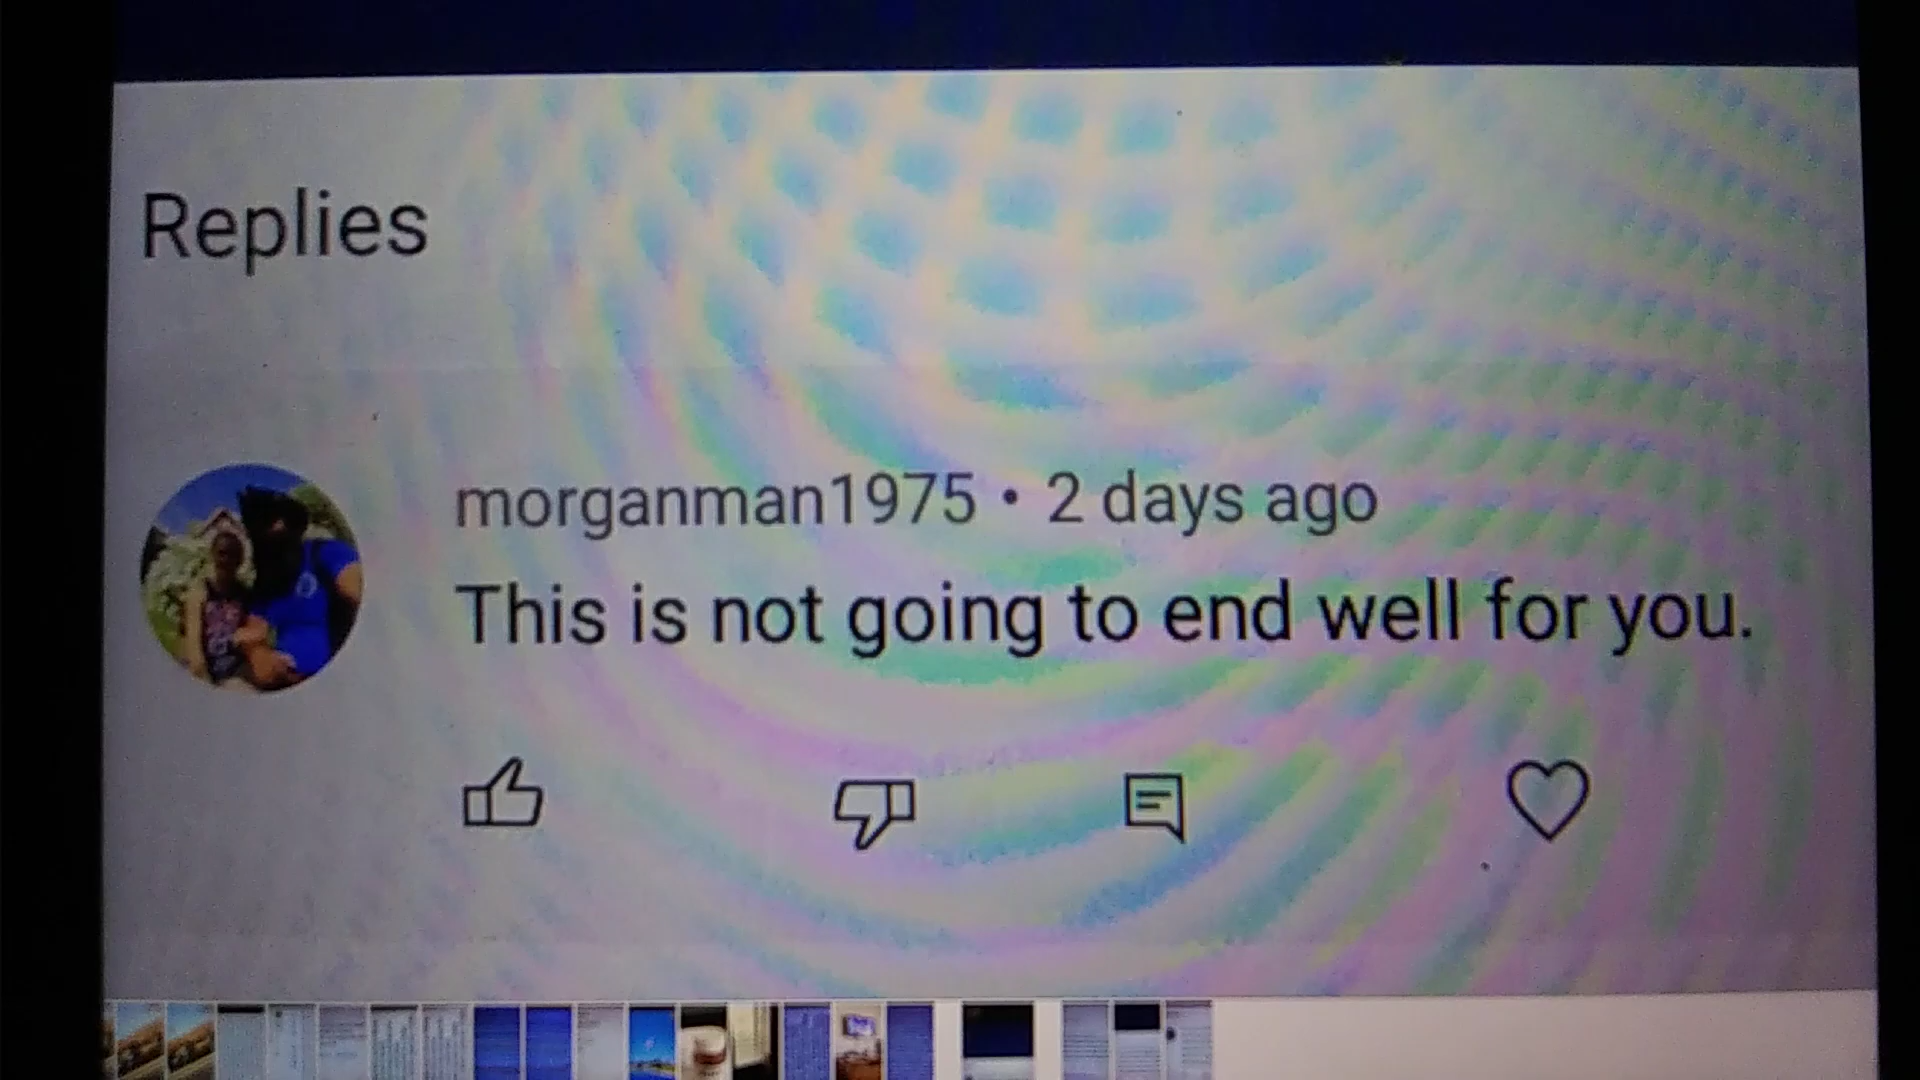 Replies
morganman1975 • 2 days ago
This is not going to end well for you.